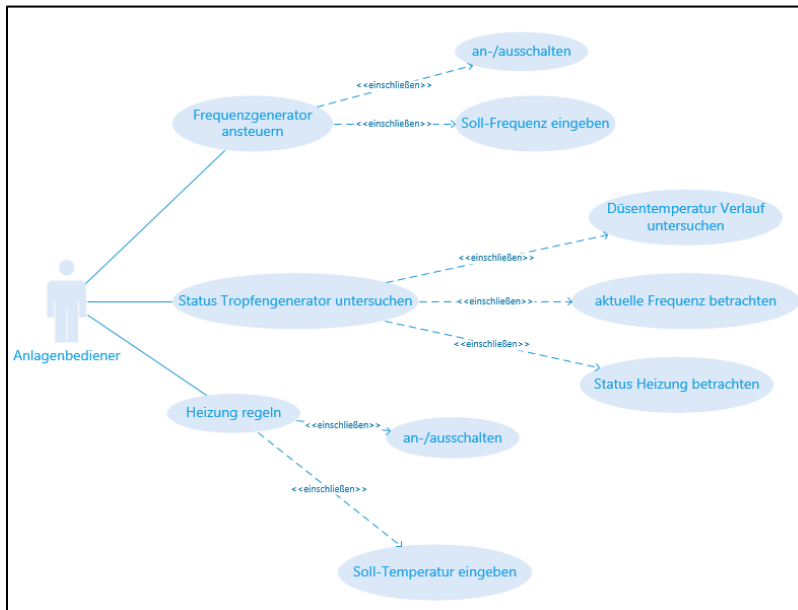 an-/ausschalten
<<einschließen>>
Frequenzgenerator
ansteuern
<<einschließen>>
Soll-Frequenz eingeben
Düsentemperatur Verlauf
untersuchen
<<einschließen>>
Status Tropfengenerator untersuchen
<<einschließen>>
aktuelle Frequenz betrachten
<<einschließen>>
Status Heizung betrachten
Anlagenbediener
Heizung regeln
<<einschließen>>
an-/ausschalten
<<einschließen>>
Soll-Temperatur eingeben